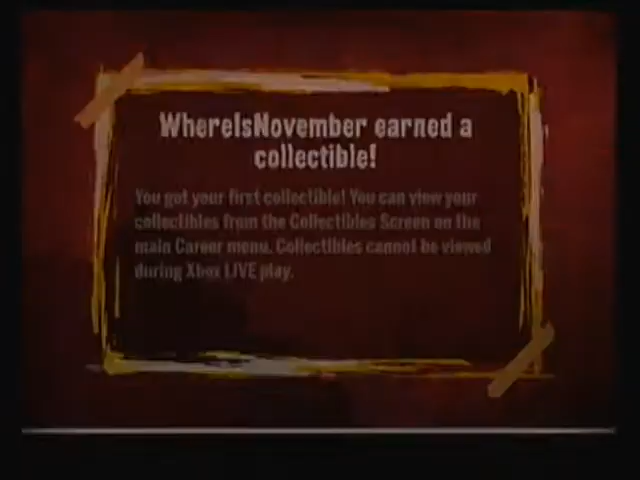 WhereIsNovember earned a
collectible!
You got your first collectible! You can view your
collectibles from the Collectibles Screen on the
main Career menu. Collectibles cannot be viewed
during Xbox LIVE play.